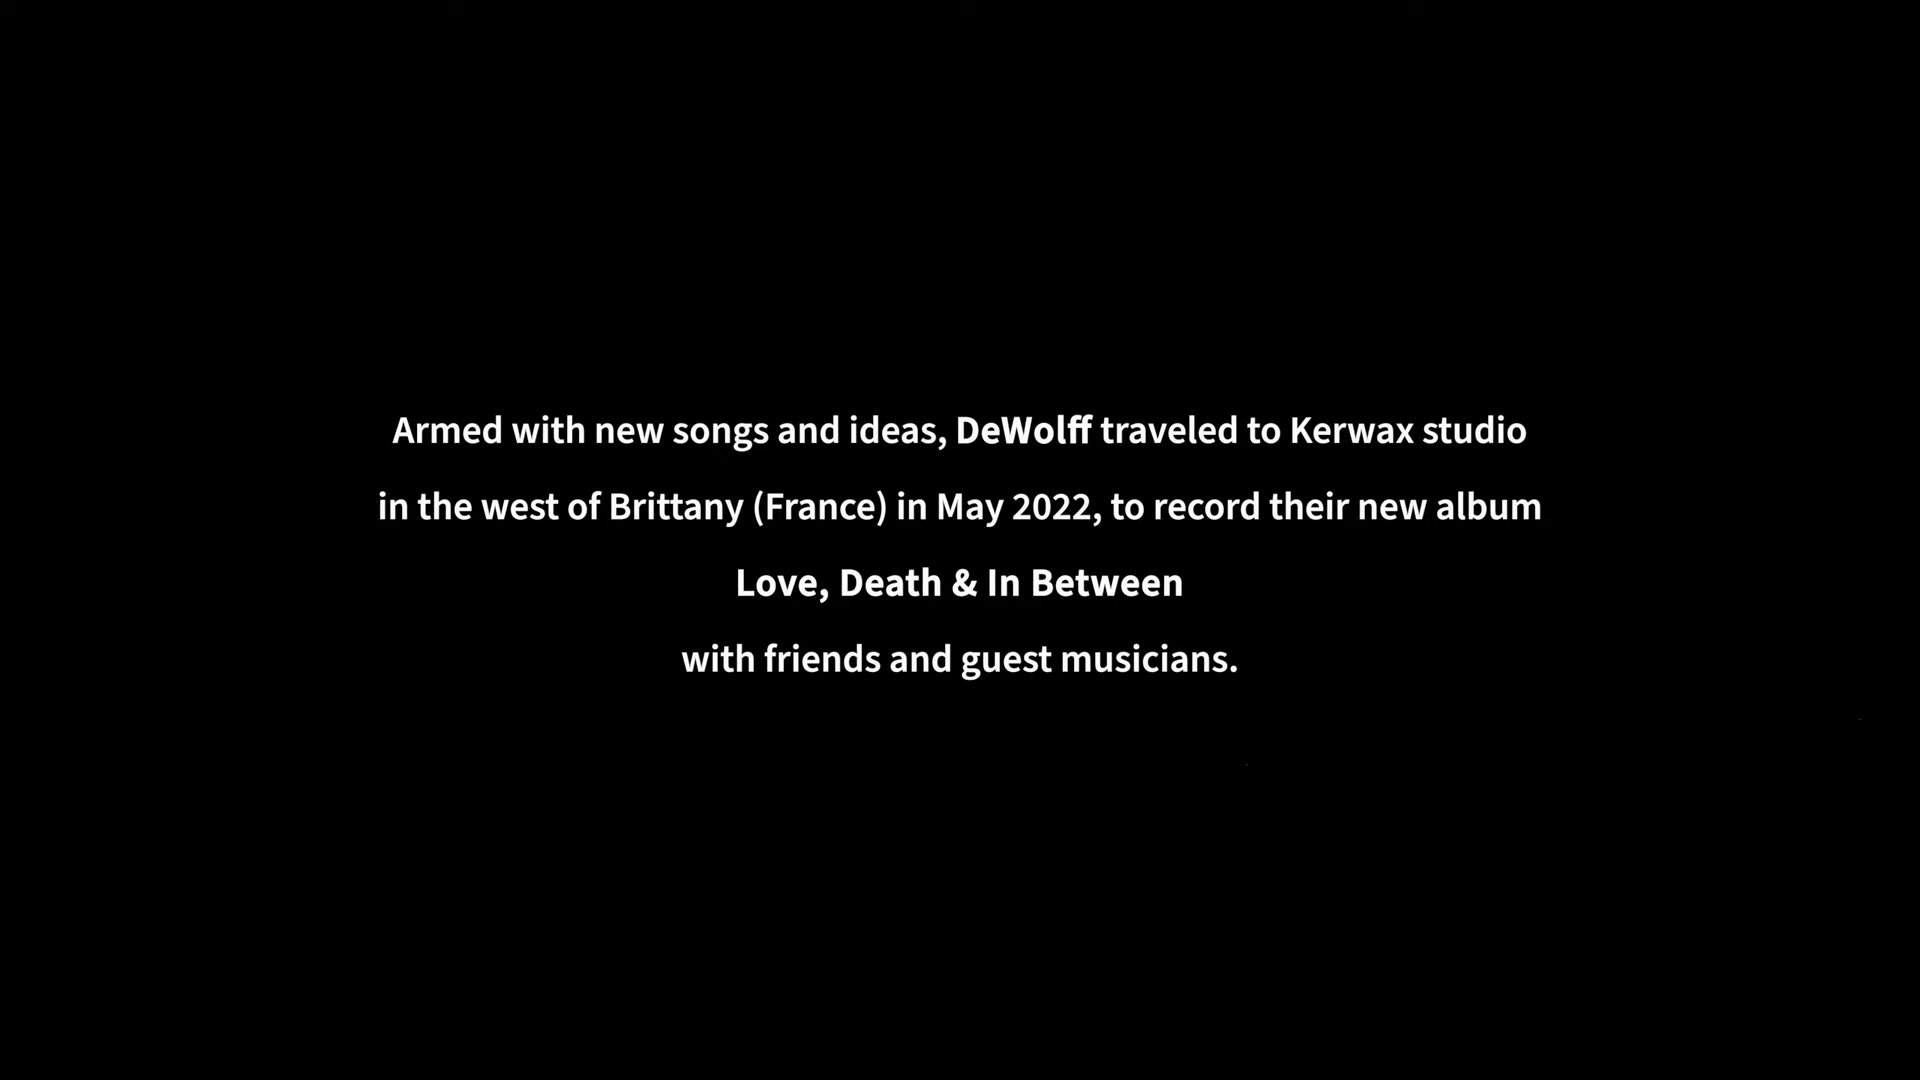 Armed with new songs and ideas, DeWolff traveled to Kerwax studio
in the west of Brittany (France) in May 2022, to record their new album
Love, Death & In Between
with friends and guest musicians.